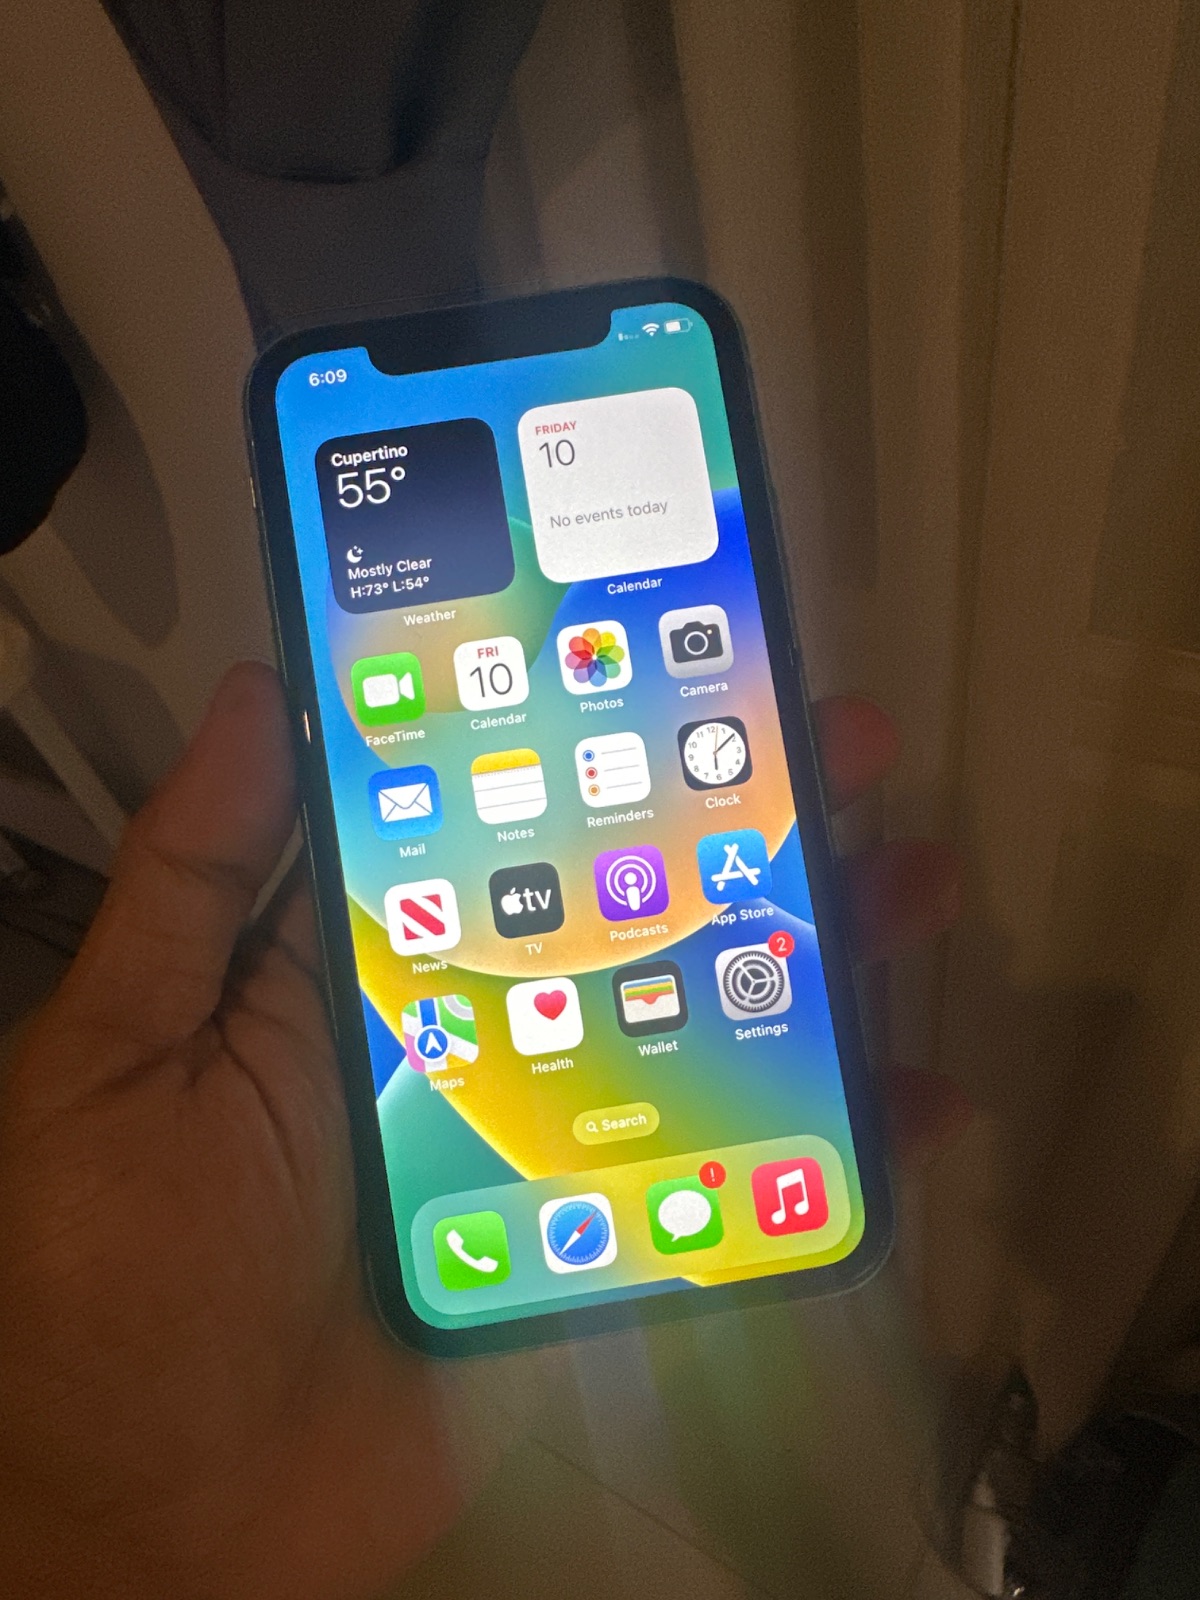 6:09
Cupertino
55°
Mostly Clear
H:73° L:54°
Weather
FRIDAY
10
No events today
Calendar
FaceTime
FRI
10
Calendar
Photos
Camera
Mail
Notes
Reminders
Clock
News
tv
TV
Podcasts
App Store
Maps
Health
Wallet
2
Settings
Search
!